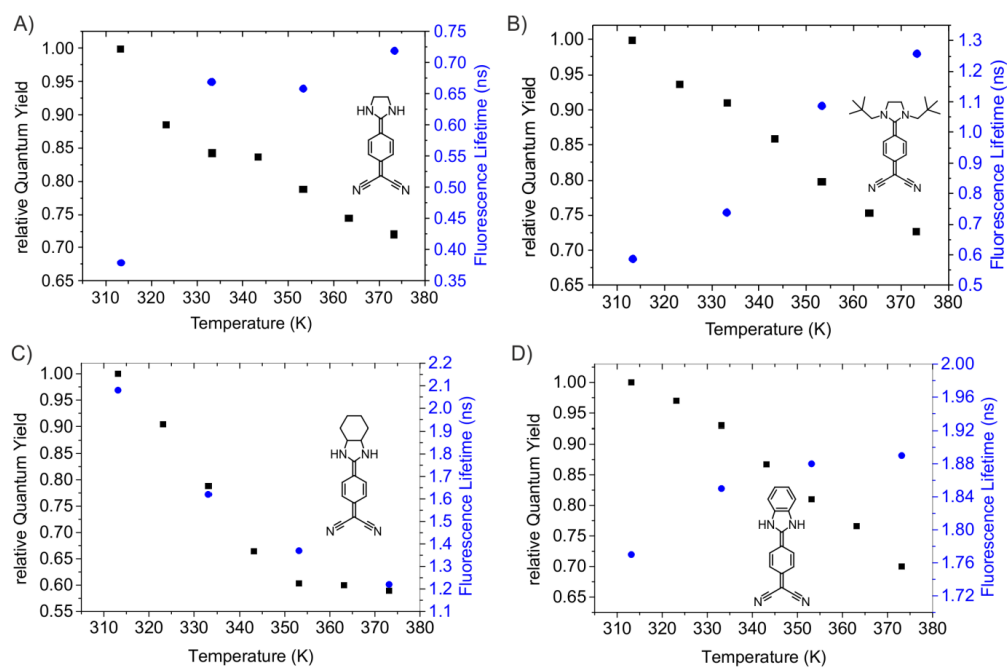 A)
relative Quantum Yield
1.00
0.95
0.90
0.85
0.80
0.75
0.70
0.65
310 320 330 340 350 360 370 380
Temperature (K)
0.75
0.70
0.65
0.60
0.55
0.50
0.45
0.40
0.35
Fluorescence Lifetime (ns)
HN NH
N N
B)
relative Quantum Yield
1.00
0.95
0.90
0.85
0.80
0.75
0.70
0.65
310 320 330 340 350 360 370 380
Temperature (K)
1.3
1.2
1.1
1.0
0.9
0.8
0.7
0.6
0.5
Fluorescence Lifetime (ns)
N N
N N
C)
relative Quantum Yield
1.00
0.95
0.90
0.85
0.80
0.75
0.70
0.65
0.60
0.55
310 320 330 340 350 360 370 380
Temperature (K)
2.2
2.1
2.0
1.9
1.8
1.7
1.6
1.5
1.4
1.3
1.2
1.1
Fluorescence Lifetime (ns)
HN NH
N N
D)
relative Quantum Yield
1.00
0.95
0.90
0.85
0.80
0.75
0.70
0.65
310 320 330 340 350 360 370 380
Temperature (K)
2.00
1.96
1.92
1.88
1.84
1.80
1.76
1.72
Fluorescence Lifetime (ns)
HN NH
N N